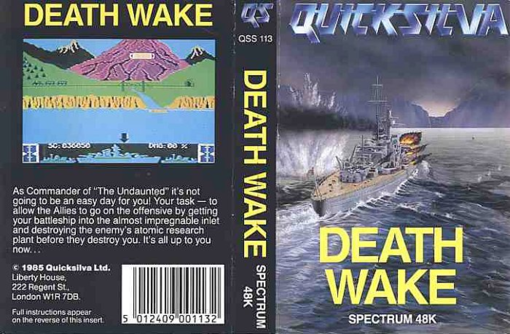 DEATH WAKE
SC:036050 DMG:00 %
As Commander of "The Undaunted" it's not
going to be an easy day for you! Your task — to
allow the Allies to go on the offensive by getting
your battleship into the almost impregnable inlet
and destroying the enemy's atomic research
plant before they destroy you. It's all up to you
now...
© 1985 Quicksilva Ltd.
Liberty House,
222 Regent St.,
London W1R 7DB.
Full instructions appear
on the reverse of this insert.
5 012409 001132
QS
QSS 113
DEATH WAKE
SPECTRUM
48K
QUICKSILVA
DEATH
WAKE
SPECTRUM 48K